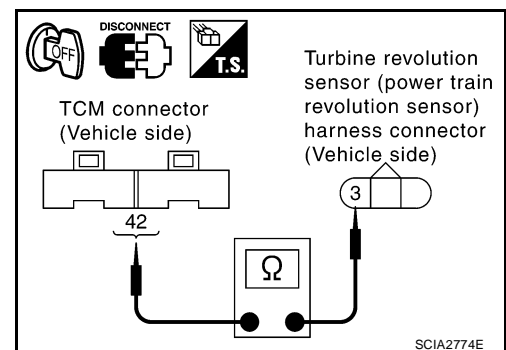 OFF
DISCONNECT
T.S.
Turbine revolution
sensor (power train
revolution sensor)
harness connector
(Vehicle side)
TCM connector
(Vehicle side)
42
3
Ω
SCIA2774E